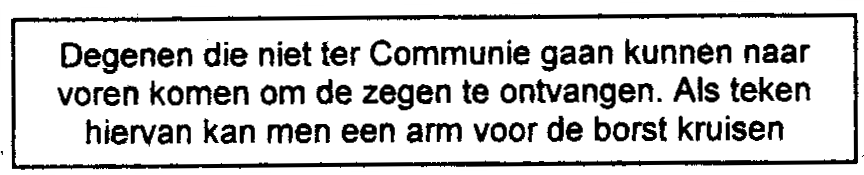 Degenen die niet ter Communie gaan kunnen naar
voren komen om de zegen te ontvangen. Als teken
hiervan kan men een arm voor de borst kruisen